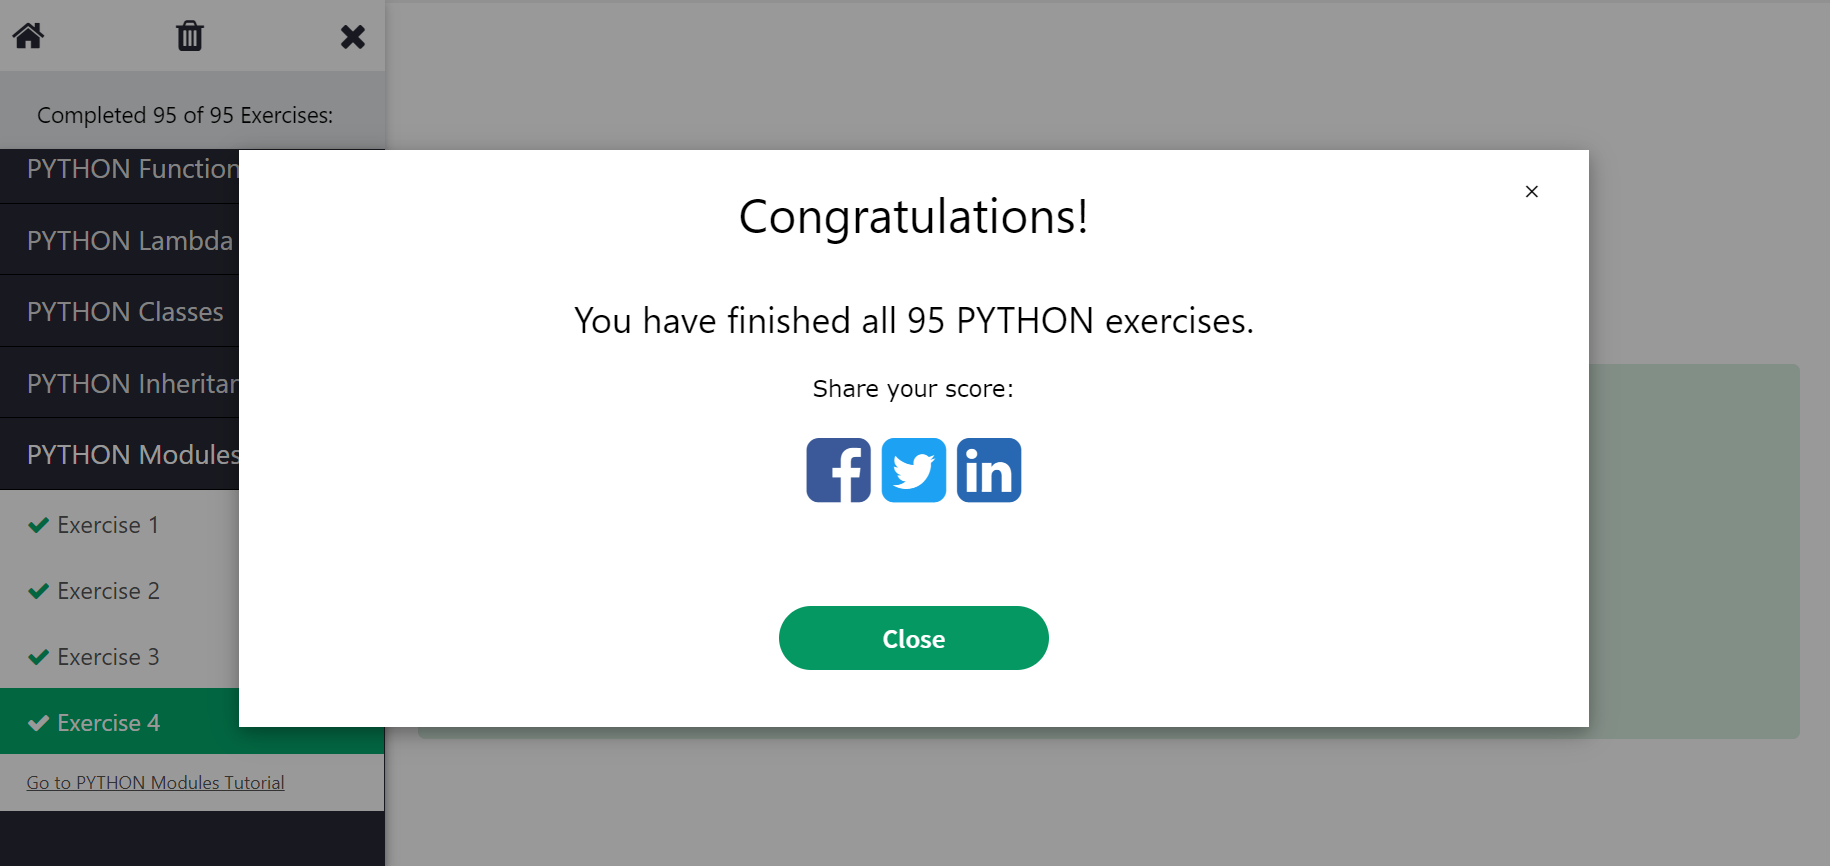 Completed 95 of 95 Exercises:
PYTHON Function
PYTHON Lambda
PYTHON Classes
PYTHON Inheritan
PYTHON Modules
Exercise 1
Exercise 2
Exercise 3
Exercise 4
Go to PYTHON Modules Tutorial
Congratulations!
You have finished all 95 PYTHON exercises.
Share your score:
Close